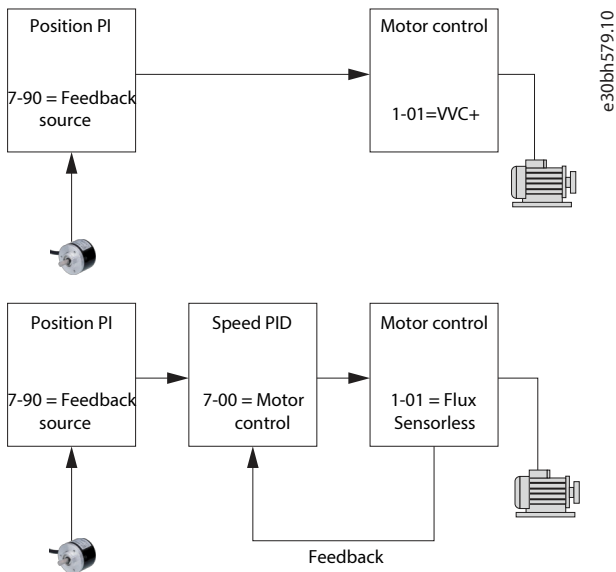 Position PI
7-90 = Feedback
source
Motor control
1-01=VVC+
e30bh579.10
Position PI
7-90 = Feedback
source
Speed PID
7-00 = Motor
control
Motor control
1-01 = Flux
Sensorless
Feedback